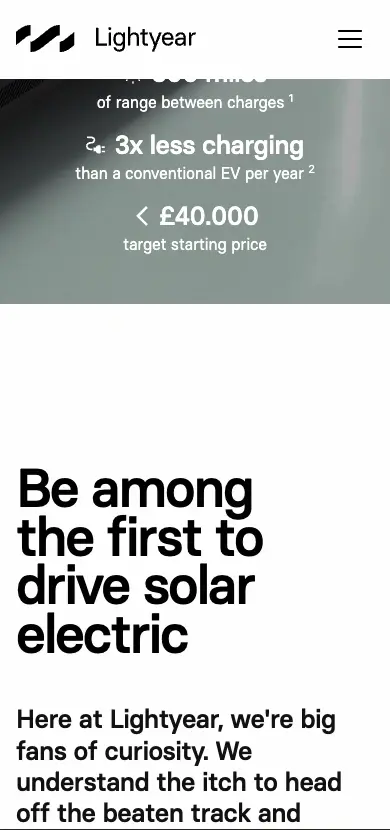 Lightyear
of range between charges ¹
3x less charging
than a conventional EV per year ²
< £40.000
target starting price
Be among
the first to
drive solar
electric
Here at Lightyear, we're big
fans of curiosity. We
understand the itch to head
off the beaten track and